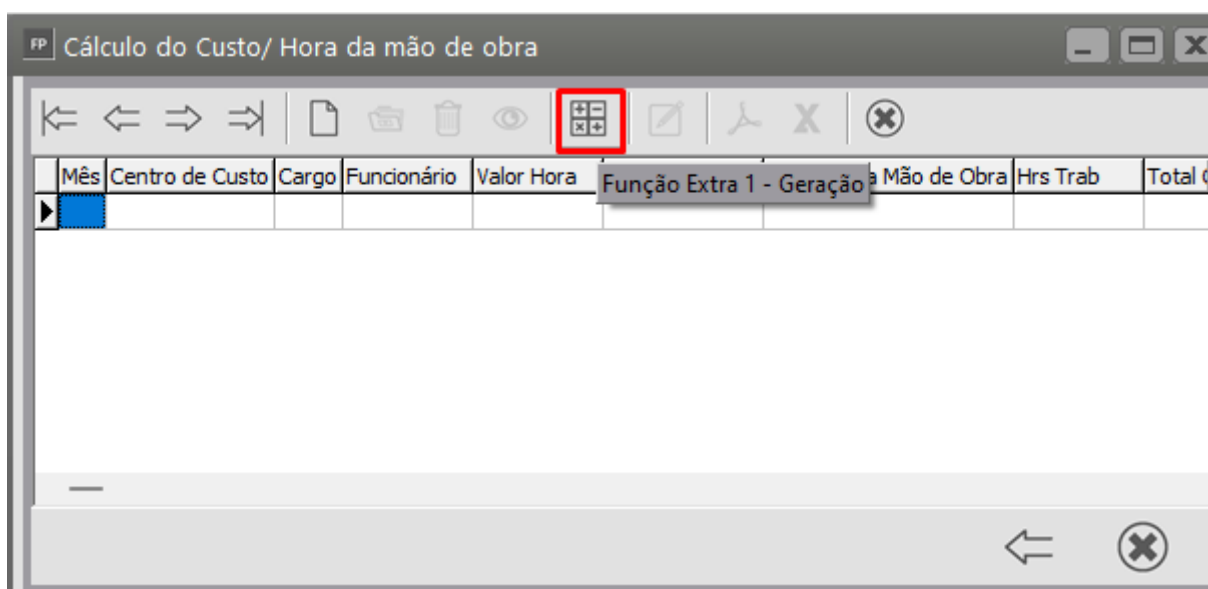 FP Cálculo do Custo/ Hora da mão de obra
Mês Centro de Custo Cargo Funcionário Valor Hora a Mão de Obra Hrs Trab Total
Função Extra 1 - Geração